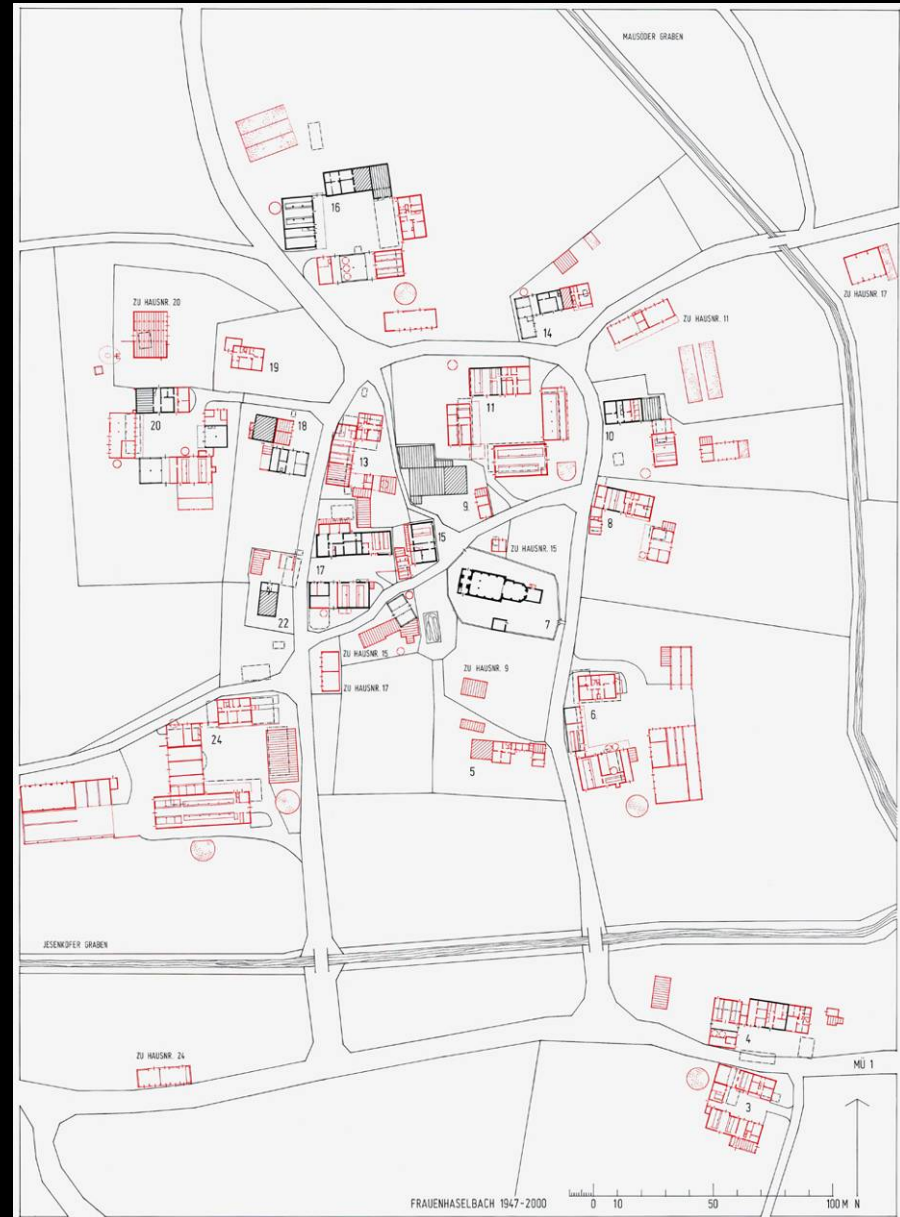 MAUSÖDER GRABEN
16
ZU HAUSNR. 20
ZU HAUSNR. 17
14
ZU HAUSNR. 11
19
11
20
18
10
13
9.
8
15
ZU HAUSNR. 15
17
7
22
ZU HAUSNR. 15
ZU HAUSNR. 9
ZU HAUSNR. 17
6.
24
5
JESENKOFER GRABEN
4
ZU HAUSNR. 24
MÜ 1
3
FRAUENHASELBACH 1947-2000
0 10 50 100 M N